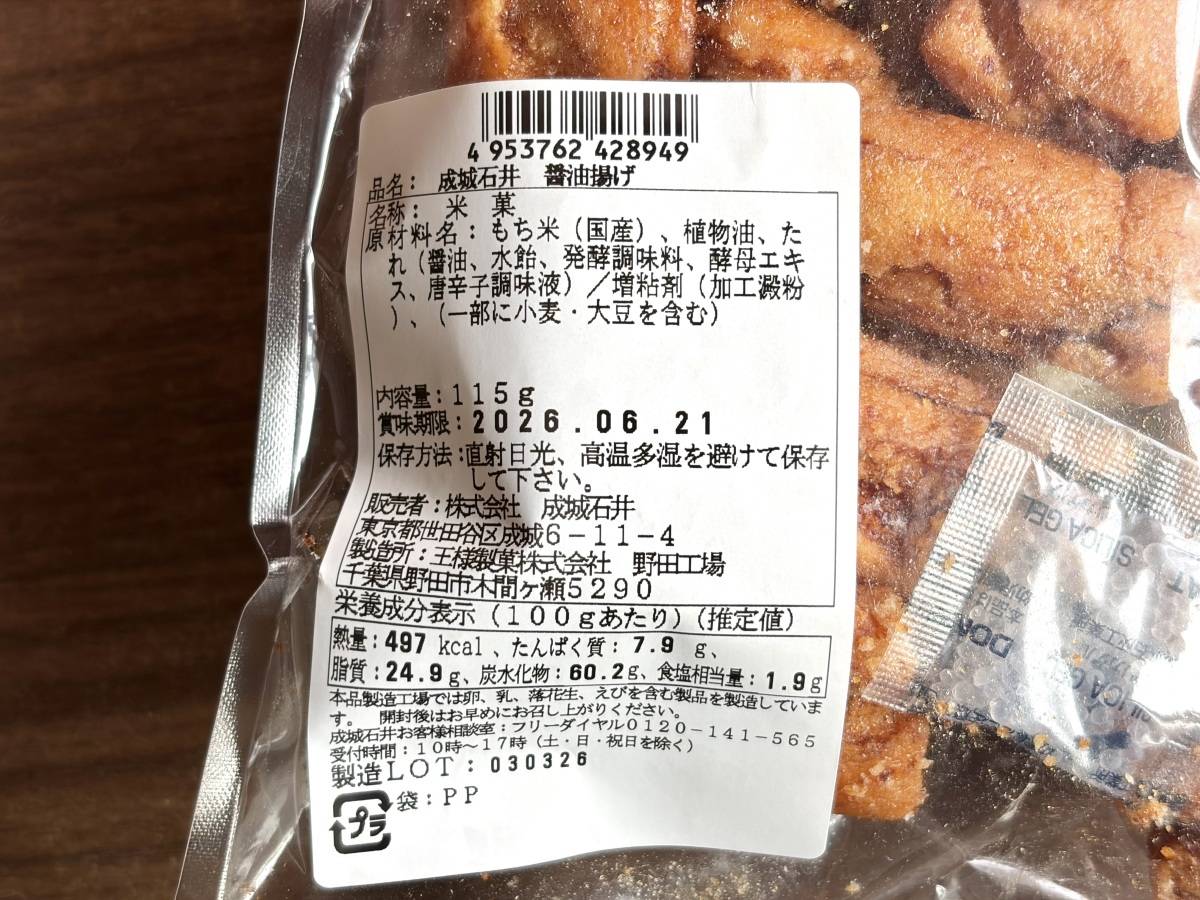 4 953762 428949
品名： 成城石井 醤油揚げ
名称： 米 菓
原材料名：もち米（国産）、植物油、た
れ（醤油、水飴、発酵調味料、酵母エキ
ス、唐辛子調味液）／増粘剤（加工澱粉
）、（一部に小麦・大豆を含む）
内容量：115g
賞味期限：2026.06.21
保存方法：直射日光、高温多湿を避けて保存
して下さい。
販売者：株式会社 成城石井
東京都世田谷区成城6-11-4
製造所：王様製菓株式会社 野田工場
千葉県野田市木間ヶ瀬5290
栄養成分表示（100gあたり）（推定値）
熱量：497 kcal、たんぱく質：7.9 g、
脂質：24.9g、炭水化物：60.2g、食塩相当量：1.9g
本品製造工場では卵、乳、落花生、えびを含む製品を製造していま
す。 開封後はお早めにお召し上がりください。
成城石井お客様相談室：フリーダイヤル0120-141-565
受付時間：10時～17時（土・日・祝日を除く）
製造LOT：030326
プラ 袋：PP
SILICA GEL